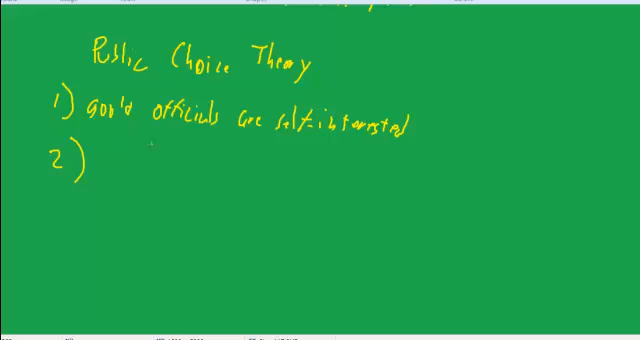 Public Choice Theory
1) gov't officials are self-interested
2)